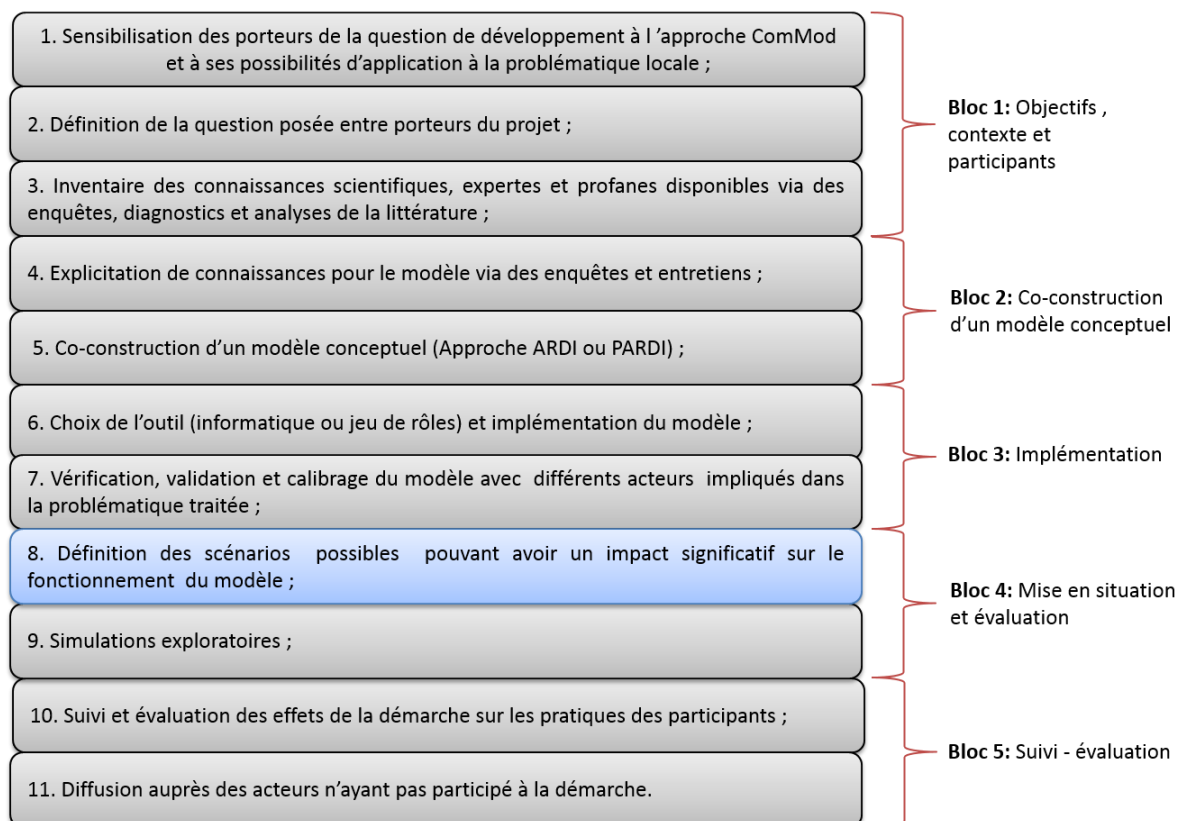 1. Sensibilisation des porteurs de la question de développement à l ’approche ComMod
et à ses possibilités d’application à la problématique locale ;
2. Définition de la question posée entre porteurs du projet ;
3. Inventaire des connaissances scientifiques, expertes et profanes disponibles via des
enquêtes, diagnostics et analyses de la littérature ;
Bloc 1: Objectifs ,
contexte et
participants
4. Explicitation de connaissances pour le modèle via des enquêtes et entretiens ;
5. Co-construction d’un modèle conceptuel (Approche ARDI ou PARDI) ;
Bloc 2: Co-construction
d’un modèle conceptuel
6. Choix de l’outil (informatique ou jeu de rôles) et implémentation du modèle ;
7. Vérification, validation et calibrage du modèle avec différents acteurs impliqués dans
la problématique traitée ;
Bloc 3: Implémentation
8. Définition des scénarios possibles pouvant avoir un impact significatif sur le
fonctionnement du modèle ;
9. Simulations exploratoires ;
Bloc 4: Mise en situation
et évaluation
10. Suivi et évaluation des effets de la démarche sur les pratiques des participants ;
11. Diffusion auprès des acteurs n’ayant pas participé à la démarche.
Bloc 5: Suivi - évaluation